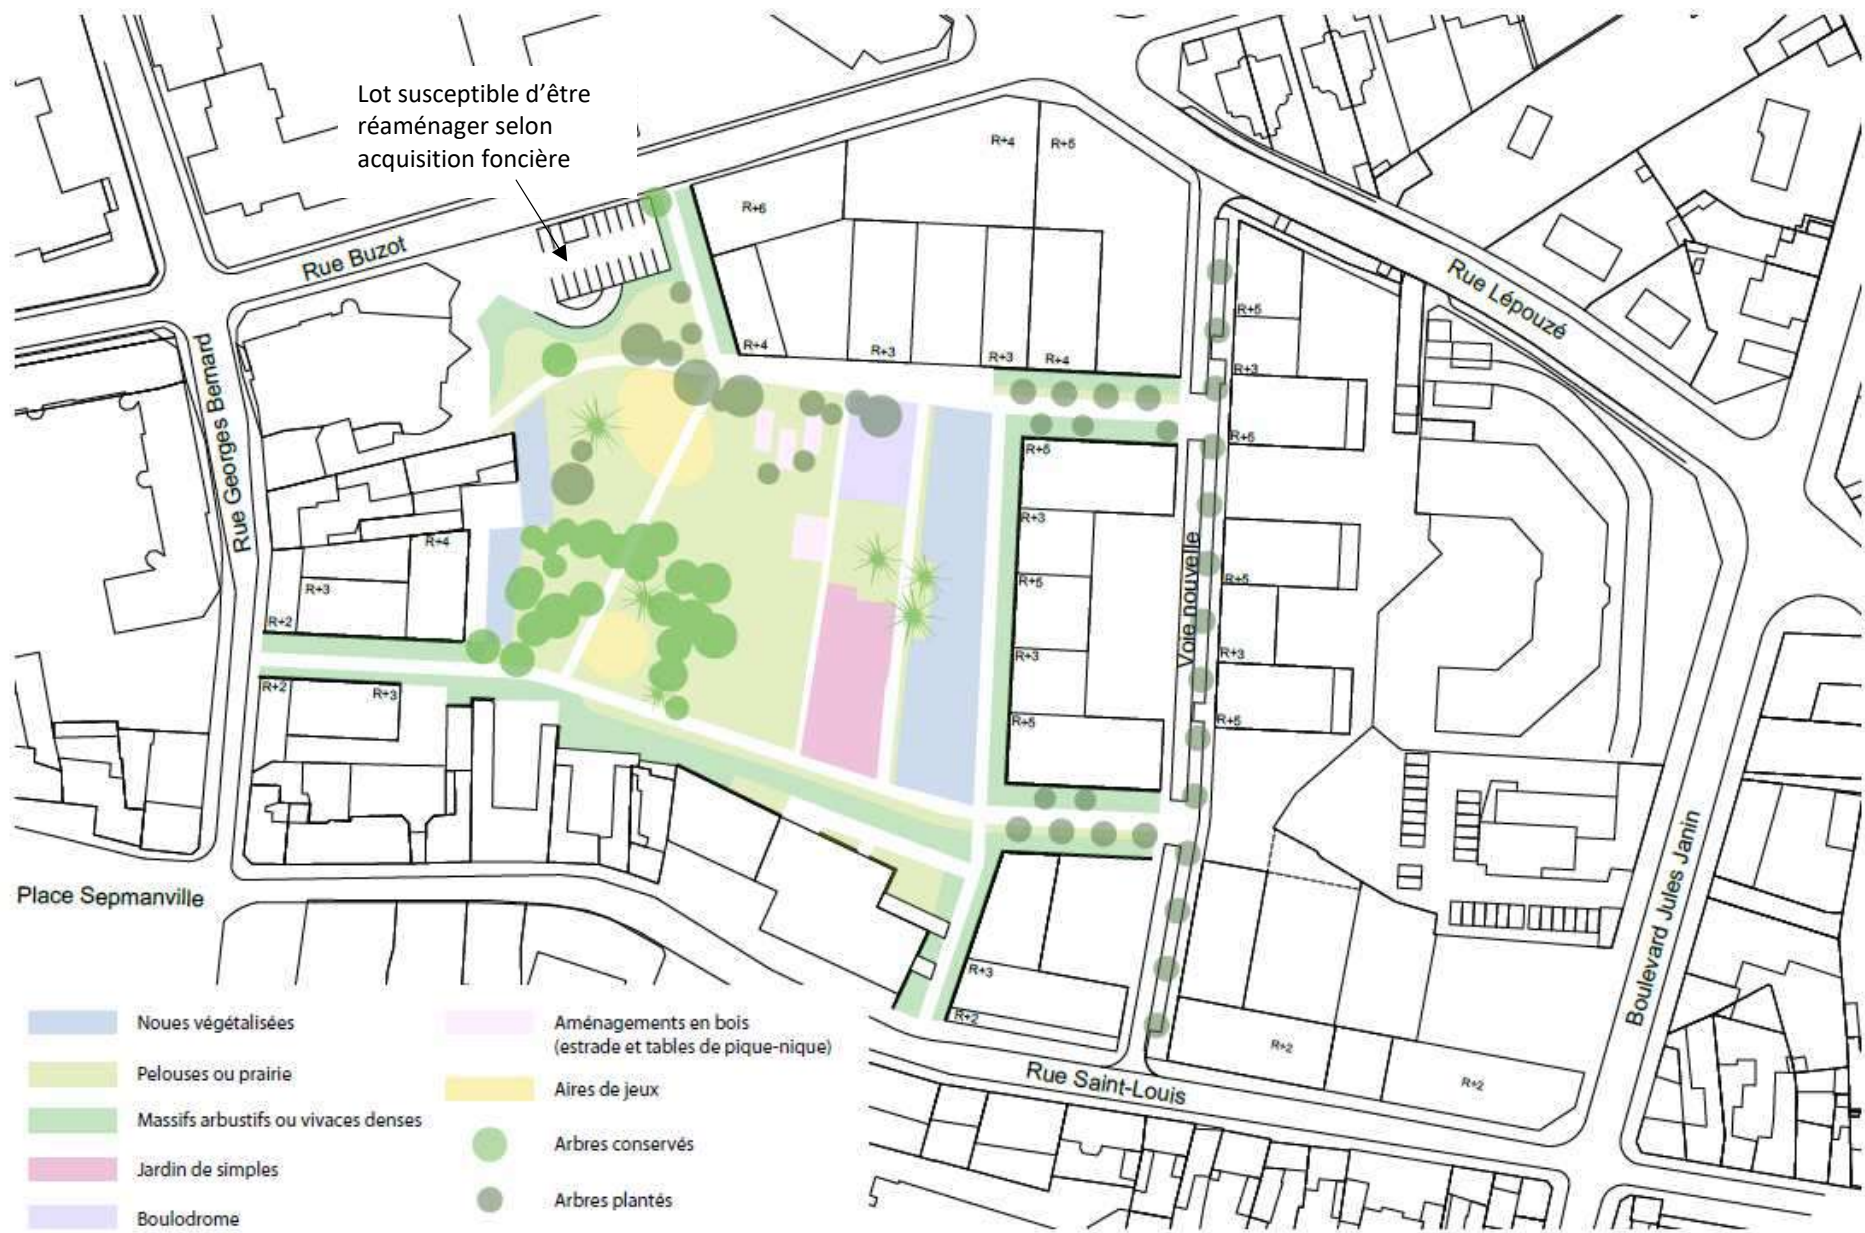 Lot susceptible d'être
réaménager selon
acquisition foncière
Rue Buzot
Rue Georges Bernard
Rue Lépouzé
Voie nouvelle
Boulevard Jules Janin
Place Sepmanville
Rue Saint-Louis
R+6
R+4
R+5
R+4
R+3
R+3
R+4
R+5
R+3
R+6
R+5
R+3
R+5
R+3
R+5
R+5
R+3
R+5
R+4
R+3
R+2
R+2
R+3
R+3
R+2
R+2
R+2
Noues végétalisées
Pelouses ou prairie
Massifs arbustifs ou vivaces denses
Jardin de simples
Boulodrome
Aménagements en bois
(estrade et tables de pique-nique)
Aires de jeux
Arbres conservés
Arbres plantés